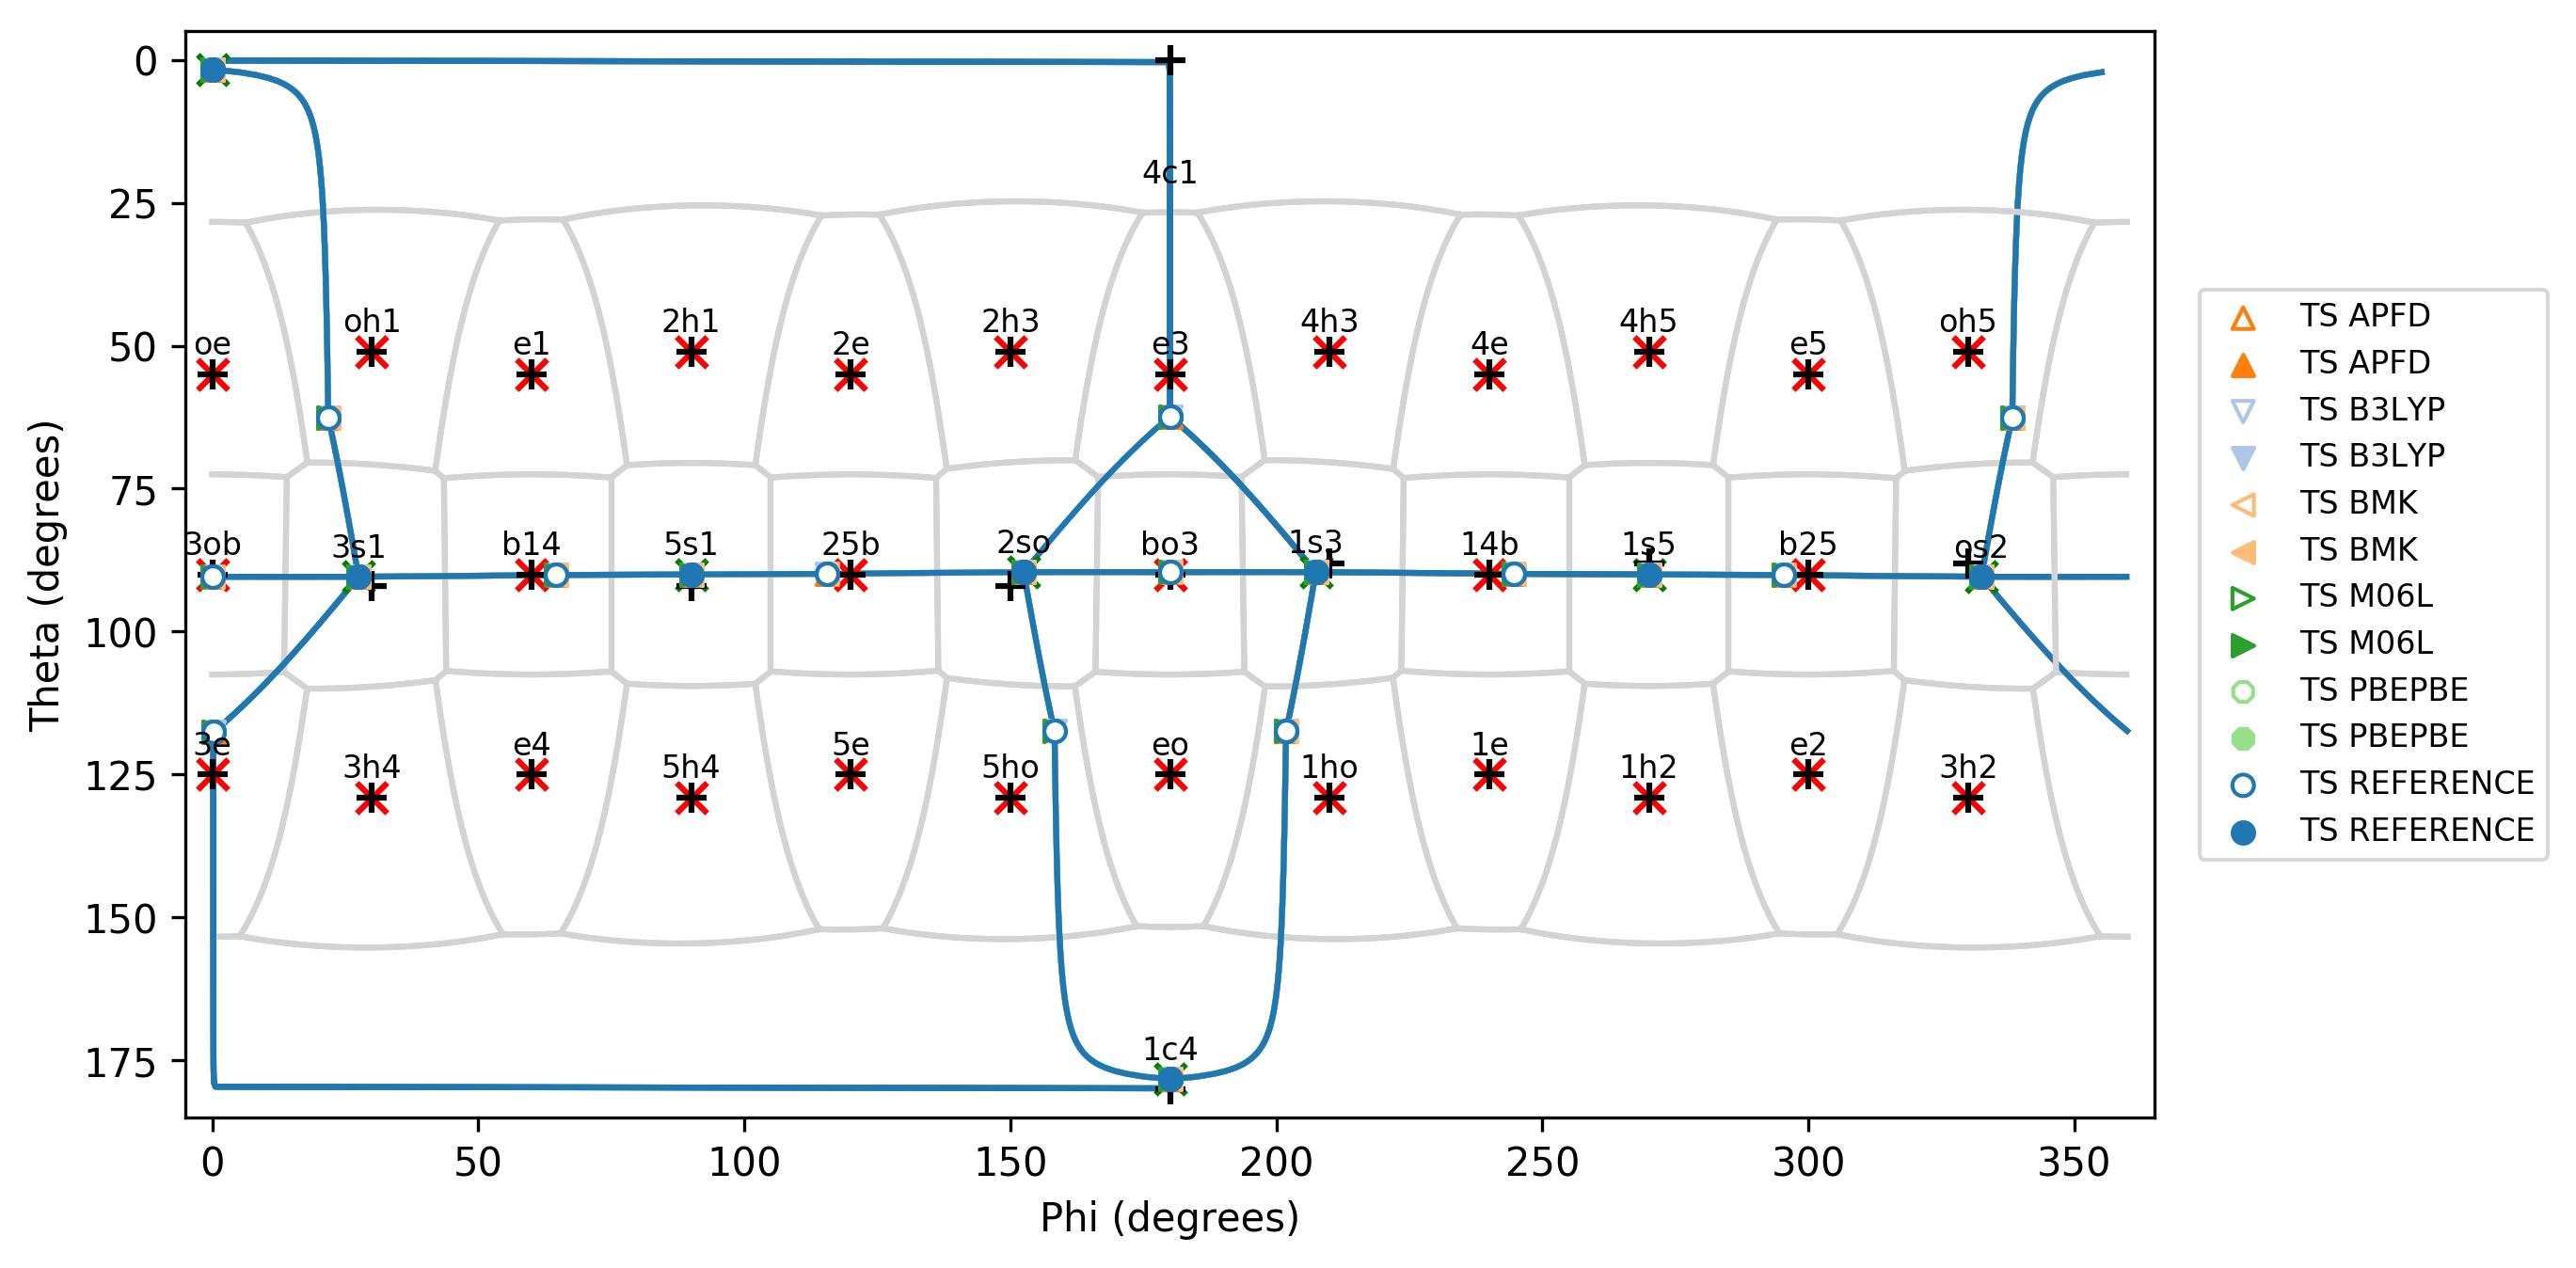 0
4c1
25
oh1 2h1 2h3 4h3 4h5 oh5
oe e1 2e e3 4e e5
50
75
3ob 3s1 b14 5s1 25b 2so bo3 1s3 14b 1s5 b25 os2
100
3e e4 5e eo 1e e2
3h4 5h4 5ho 1ho 1h2 3h2
125
150
1c4
175
Theta (degrees)
0 50 100 150 200 250 300 350
Phi (degrees)
TS APFD
TS APFD
TS B3LYP
TS B3LYP
TS BMK
TS BMK
TS M06L
TS M06L
TS PBEPBE
TS PBEPBE
TS REFERENCE
TS REFERENCE